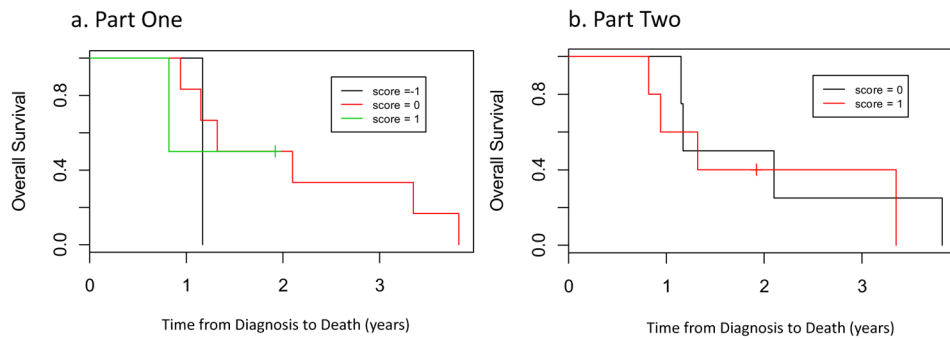 a. Part One
Overall Survival
0.8
0.4
0.0
score =-1
score = 0
score = 1
0 1 2 3
Time from Diagnosis to Death (years)
b. Part Two
Overall Survival
0.8
0.4
0.0
score = 0
score = 1
0 1 2 3
Time from Diagnosis to Death (years)